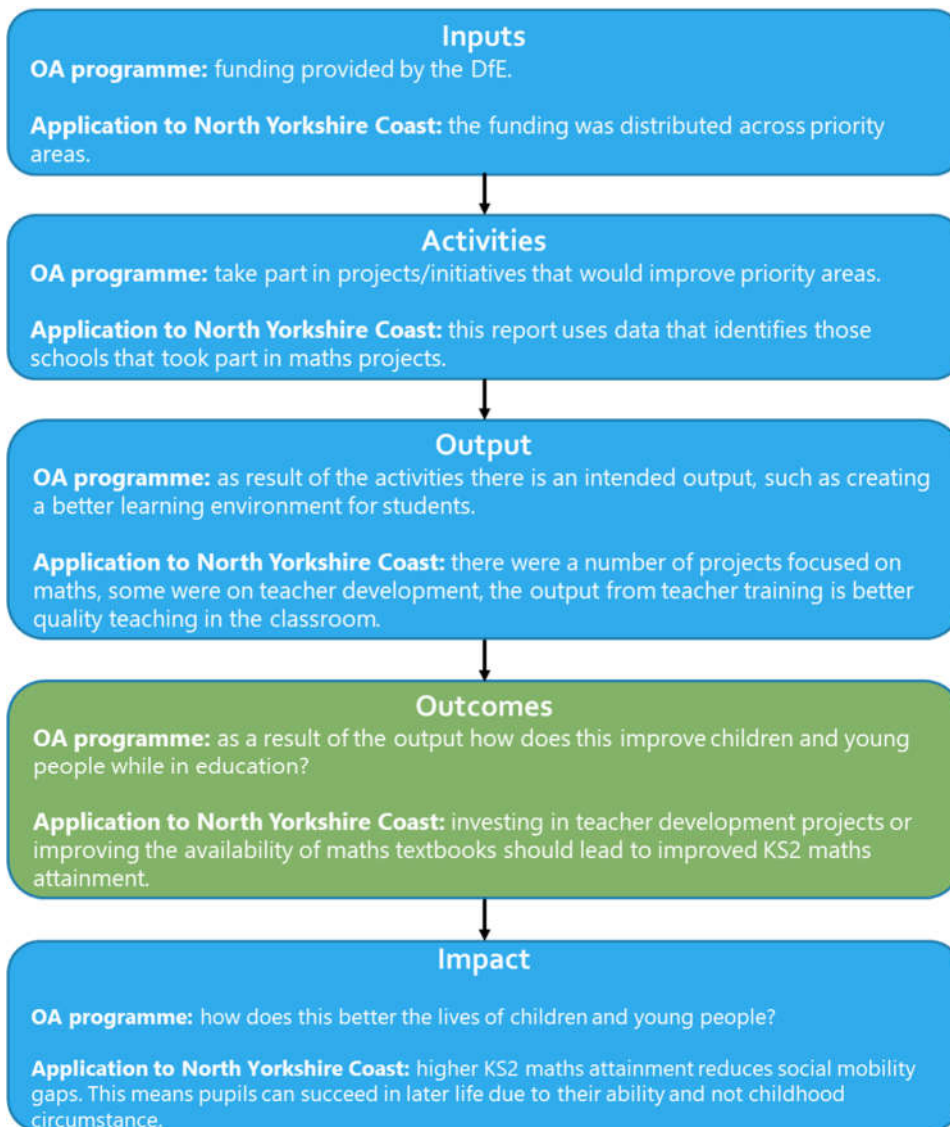 Inputs
OA programme: funding provided by the DfE.
Application to North Yorkshire Coast: the funding was distributed across priority
areas.
Activities
OA programme: take part in projects/initiatives that would improve priority areas.
Application to North Yorkshire Coast: this report uses data that identifies those
schools that took part in maths projects.
Output
OA programme: as result of the activities there is an intended output, such as creating
a better learning environment for students.
Application to North Yorkshire Coast: there were a number of projects focused on
maths, some were on teacher development, the output from teacher training is better
quality teaching in the classroom.
Outcomes
OA programme: as a result of the output how does this improve children and young
people while in education?
Application to North Yorkshire Coast: investing in teacher development projects or
improving the availability of maths textbooks should lead to improved KS2 maths
attainment.
Impact
OA programme: how does this better the lives of children and young people?
Application to North Yorkshire Coast: higher KS2 maths attainment reduces social mobility
gaps. This means pupils can succeed in later life due to their ability and not childhood
circumstance.